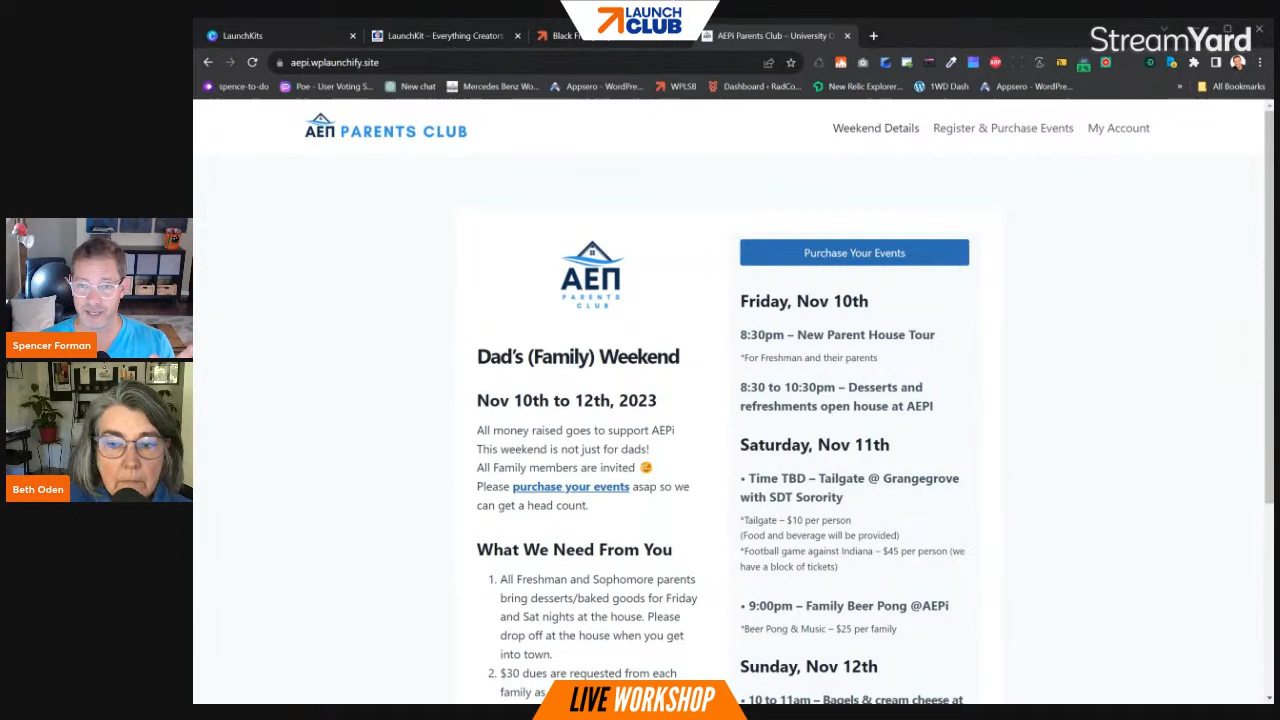 LAUNCH
CLUB
StreamYard
LaunchKits
LaunchKit – Everything Creators
Black Fri
AEPi Parents Club – University O
aepi.wplaunchify.site
spence-to-do
Poe - User Voting S...
New chat
Mercedes Benz Wo...
Appsero - WordPre...
WPLS8
Dashboard ‹ RadCo...
New Relic Explorer...
1WD Dash
Appsero - WordPre...
»
All Bookmarks
ΑΕΠ PARENTS CLUB
Weekend Details
Register & Purchase Events
My Account
ΑΕΠ
PARENTS
CLUB
Dad's (Family) Weekend
Nov 10th to 12th, 2023
All money raised goes to support AEPi
This weekend is not just for dads!
All Family members are invited
Please purchase your events asap so we
can get a head count.
What We Need From You
1. All Freshman and Sophomore parents
bring desserts/baked goods for Friday
and Sat nights at the house. Please
drop off at the house when you get
into town.
2. $30 dues are requested from each
family as
Purchase Your Events
Friday, Nov 10th
8:30pm – New Parent House Tour
*For Freshman and their parents
8:30 to 10:30pm – Desserts and
refreshments open house at AEPI
Saturday, Nov 11th
• Time TBD – Tailgate @ Grangegrove
with SDT Sorority
*Tailgate – $10 per person
(Food and beverage will be provided)
*Football game against Indiana – $45 per person (we
have a block of tickets)
• 9:00pm – Family Beer Pong @AEPi
*Beer Pong & Music – $25 per family
Sunday, Nov 12th
• 10 to 11am – Bagels & cream cheese at
Spencer Forman
Beth Oden
LIVE WORKSHOP